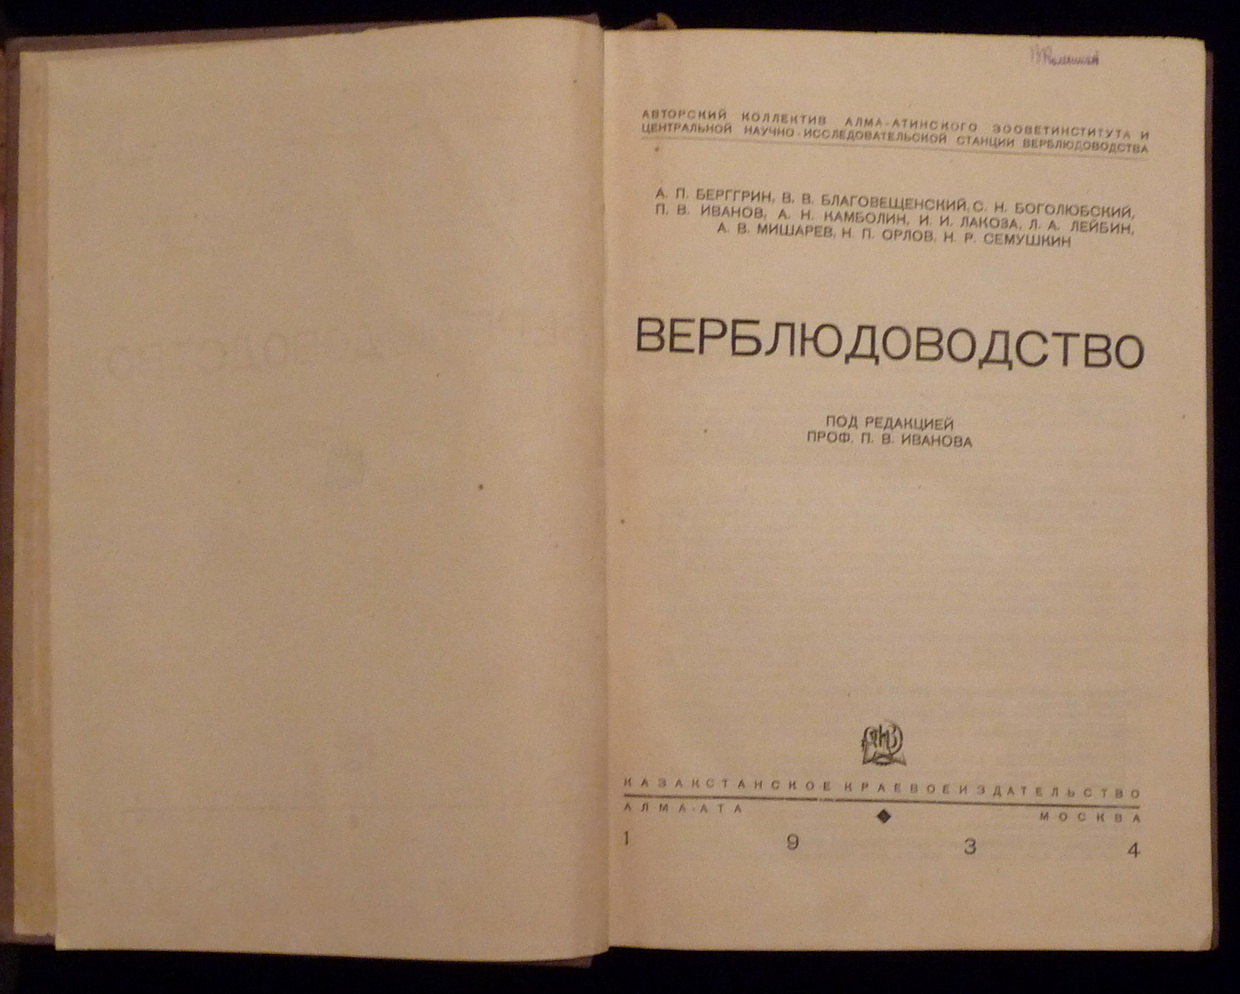 АВТОРСКИЙ КОЛЛЕКТИВ АЛМА-АТИНСКОГО ЗООВЕТИНСТИТУТА И
ЦЕНТРАЛЬНОЙ НАУЧНО-ИССЛЕДОВАТЕЛЬСКОЙ СТАНЦИИ ВЕРБЛЮДОВОДСТВА
А. П. БЕРГГРИН, В. В. БЛАГОВЕЩЕНСКИЙ, С. Н. БОГОЛЮБСКИЙ,
П. В. ИВАНОВ, А. Н. КАМБОЛИН, И. И. ЛАКОЗА, Л. А. ЛЕЙБИН,
А. В. МИШАРЕВ, Н. П. ОРЛОВ, Н. Р. СЕМУШКИН
ВЕРБЛЮДОВОДСТВО
ПОД РЕДАКЦИЕЙ
ПРОФ. П. В. ИВАНОВА
КАЗАКСТАНСКОЕ КРАЕВОЕ ИЗДАТЕЛЬСТВО
АЛМА-АТА МОСКВА
1 9 3 4